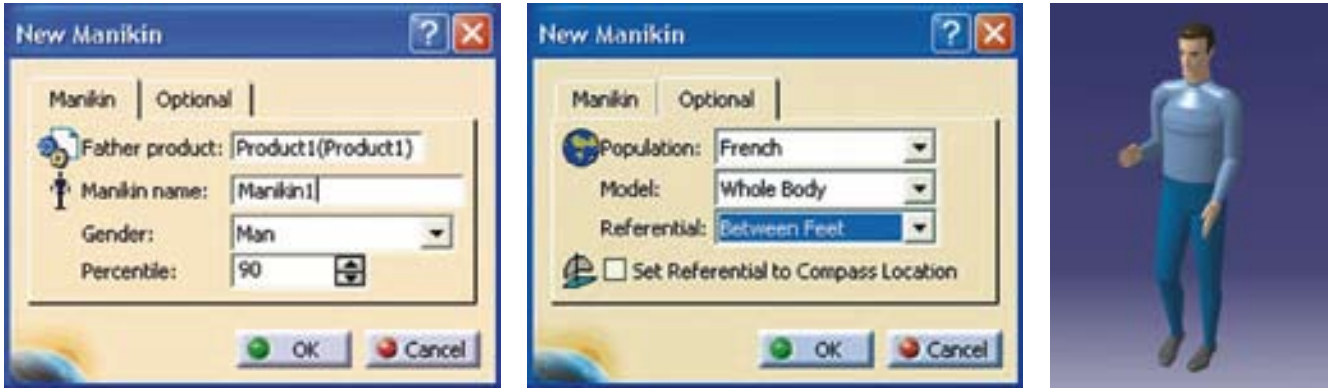 New Manikin
Manikin Optional
Father product: Product1(Product1)
Manikin name: Manikin1
Gender: Man
Percentile: 90
OK Cancel
New Manikin
Manikin Optional
Population: French
Model: Whole Body
Referential: Between Feet
Set Referential to Compass Location
OK Cancel